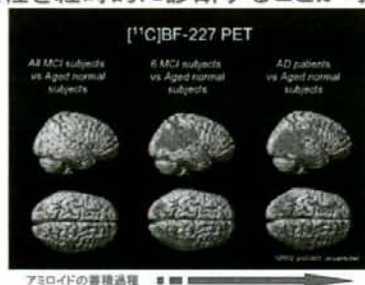 [¹¹C]BF-227 PET
All MCI subjects
vs Aged normal
subjects
6 MCI subjects
vs Aged normal
subjects
AD patients
vs Aged normal
subjects
アミロイドの蓄積過程